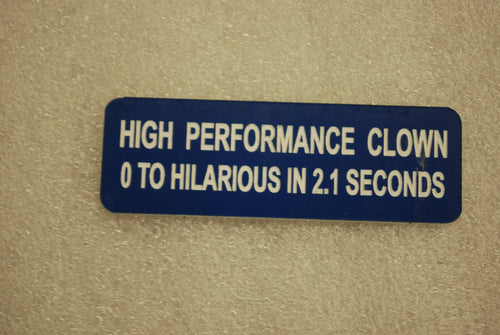 HIGH PERFORMANCE CLOWN
0 TO HILARIOUS IN 2.1 SECONDS